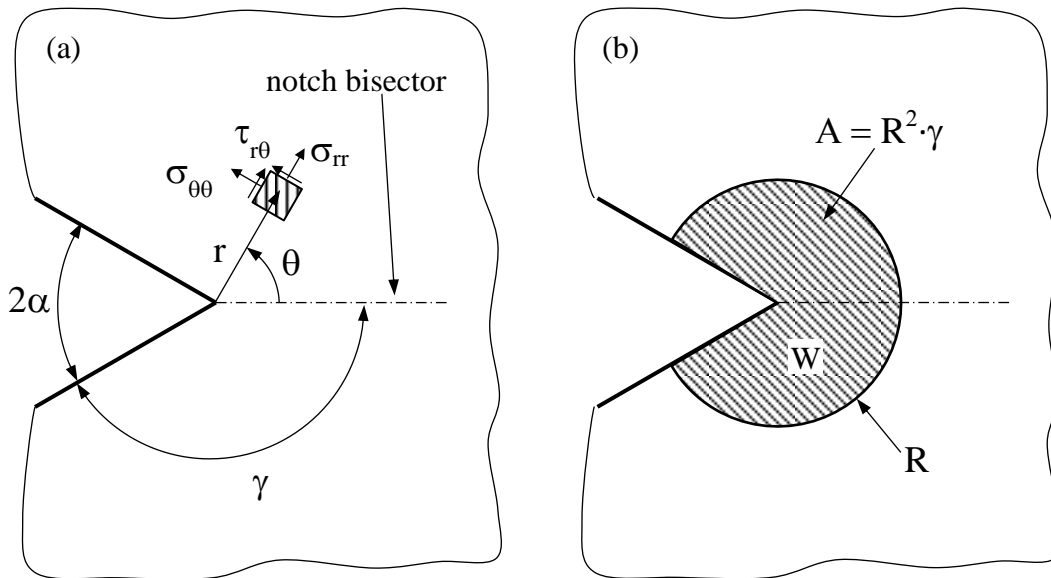 (a)
notch bisector
τrθ
σrr
σθθ
r
θ
2α
γ
(b)
A = R²·γ
W
R